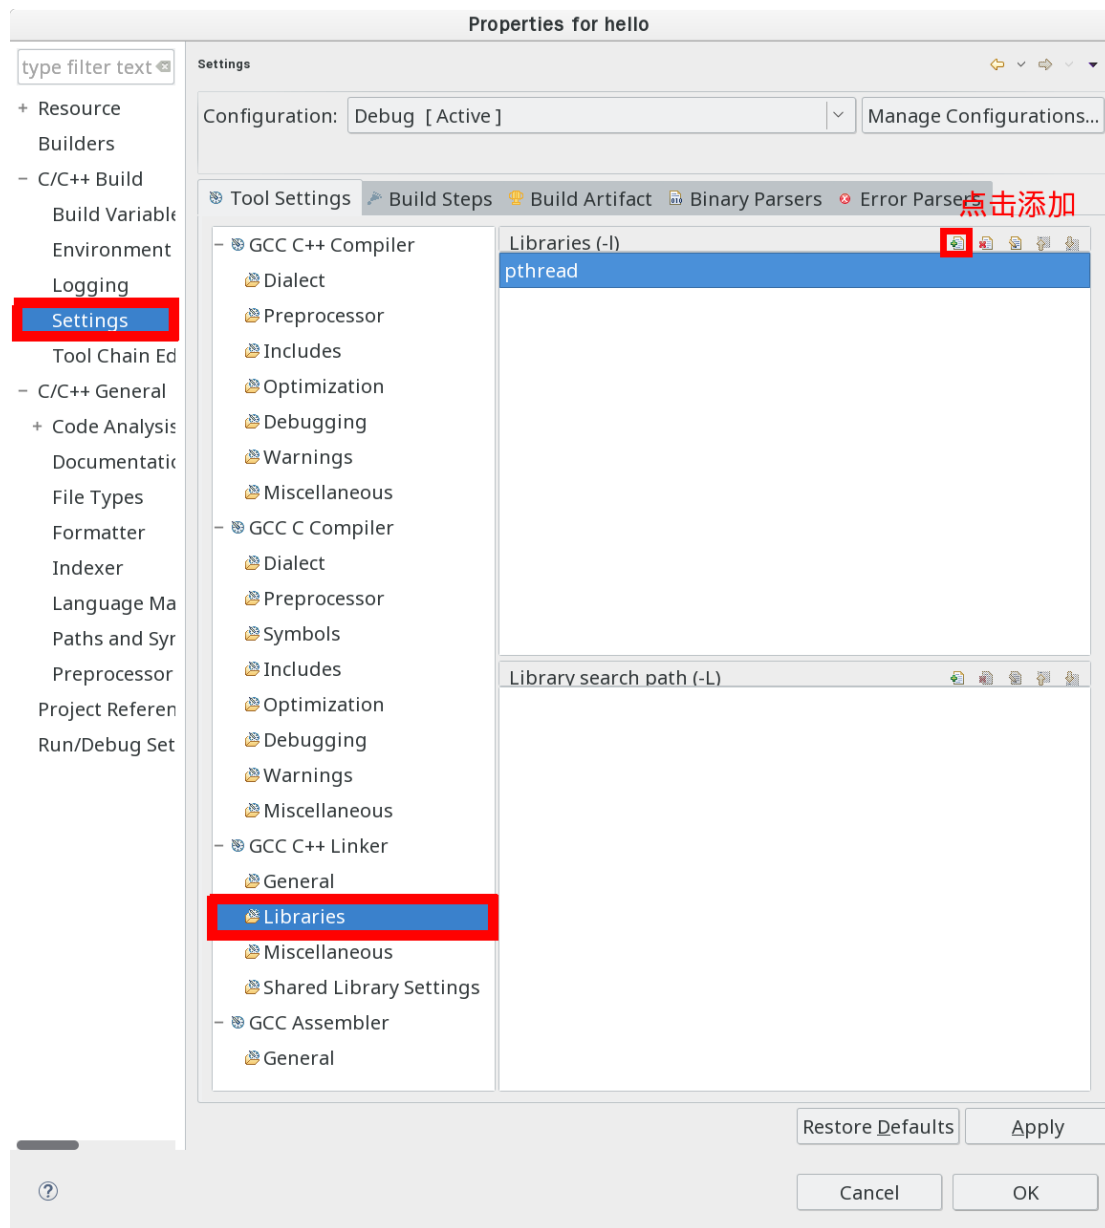 Properties for hello
type filter text
Settings
Resource
Builders
C/C++ Build
Build Variable
Environment
Logging
Settings
Tool Chain Ed
C/C++ General
Code Analysis
Documentatic
File Types
Formatter
Indexer
Language Ma
Paths and Syr
Preprocessor
Project Referen
Run/Debug Set
Configuration:
Debug [ Active ]
Manage Configurations...
Tool Settings
Build Steps
Build Artifact
Binary Parsers
Error Parsers
点击添加
GCC C++ Compiler
Dialect
Preprocessor
Includes
Optimization
Debugging
Warnings
Miscellaneous
GCC C Compiler
Dialect
Preprocessor
Symbols
Includes
Optimization
Debugging
Warnings
Miscellaneous
GCC C++ Linker
General
Libraries
Miscellaneous
Shared Library Settings
GCC Assembler
General
Libraries (-l)
pthread
Library search path (-L)
Restore Defaults
Apply
Cancel
OK